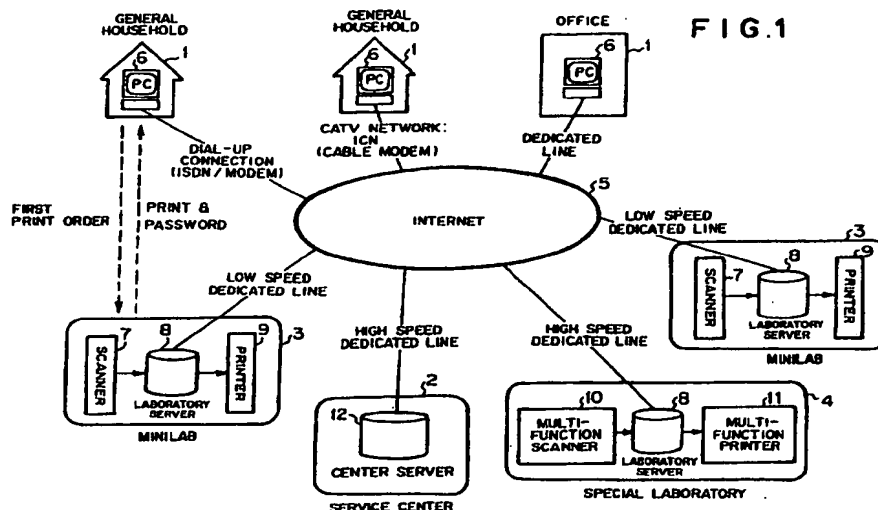 FIG.1
GENERAL
HOUSEHOLD
1
6
PC
GENERAL
HOUSEHOLD
1
6
PC
OFFICE
6
1
PC
DIAL-UP
CONNECTION
(ISDN/MODEM)
CATV NETWORK:
ICN
(CABLE MODEM)
DEDICATED
LINE
5
INTERNET
FIRST
PRINT ORDER
PRINT &
PASSWORD
LOW SPEED
DEDICATED LINE
LOW SPEED
DEDICATED LINE
3
7
SCANNER
8
LABORATORY
SERVER
9
PRINTER
MINILAB
7
SCANNER
8
LABORATORY
SERVER
9
PRINTER
3
MINILAB
HIGH SPEED
DEDICATED LINE
HIGH SPEED
DEDICATED LINE
2
12
CENTER SERVER
SERVICE CENTER
4
10
MULTI-
FUNCTION
SCANNER
8
LABORATORY
SERVER
11
MULTI-
FUNCTION
PRINTER
SPECIAL LABORATORY